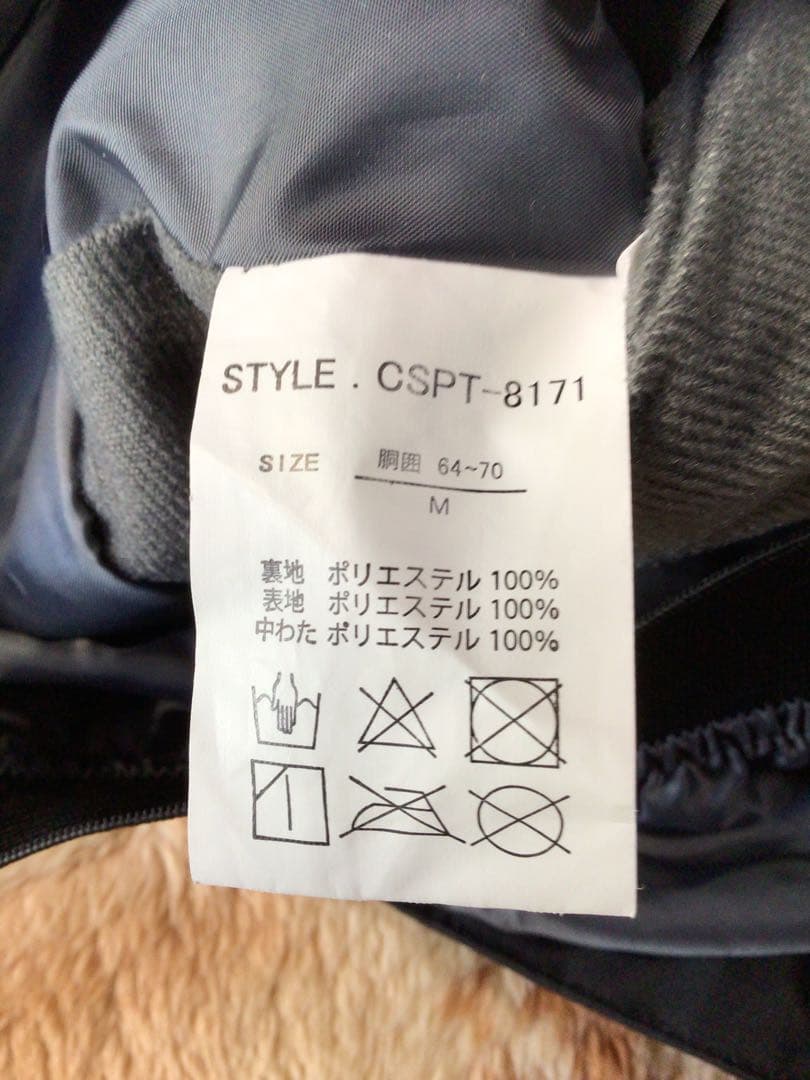 STYLE . CSPT-8171
SIZE 胴囲 64~70
M
裏地 ポリエステル 100%
表地 ポリエステル 100%
中わた ポリエステル 100%